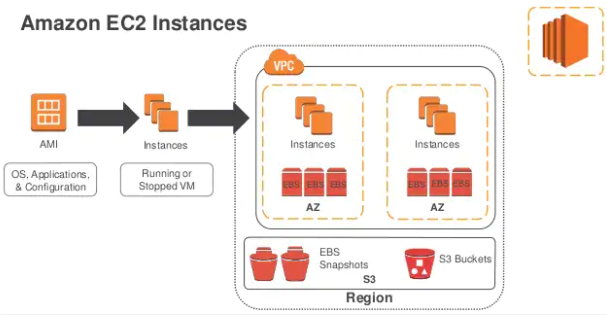 Amazon EC2 Instances
VPC
AMI
Instances
OS, Applications,
& Configuration
Running or
Stopped VM
Instances
EBS EBS EBS
AZ
Instances
EBS EBS EBS
AZ
EBS
Snapshots
S3 Buckets
S3
Region